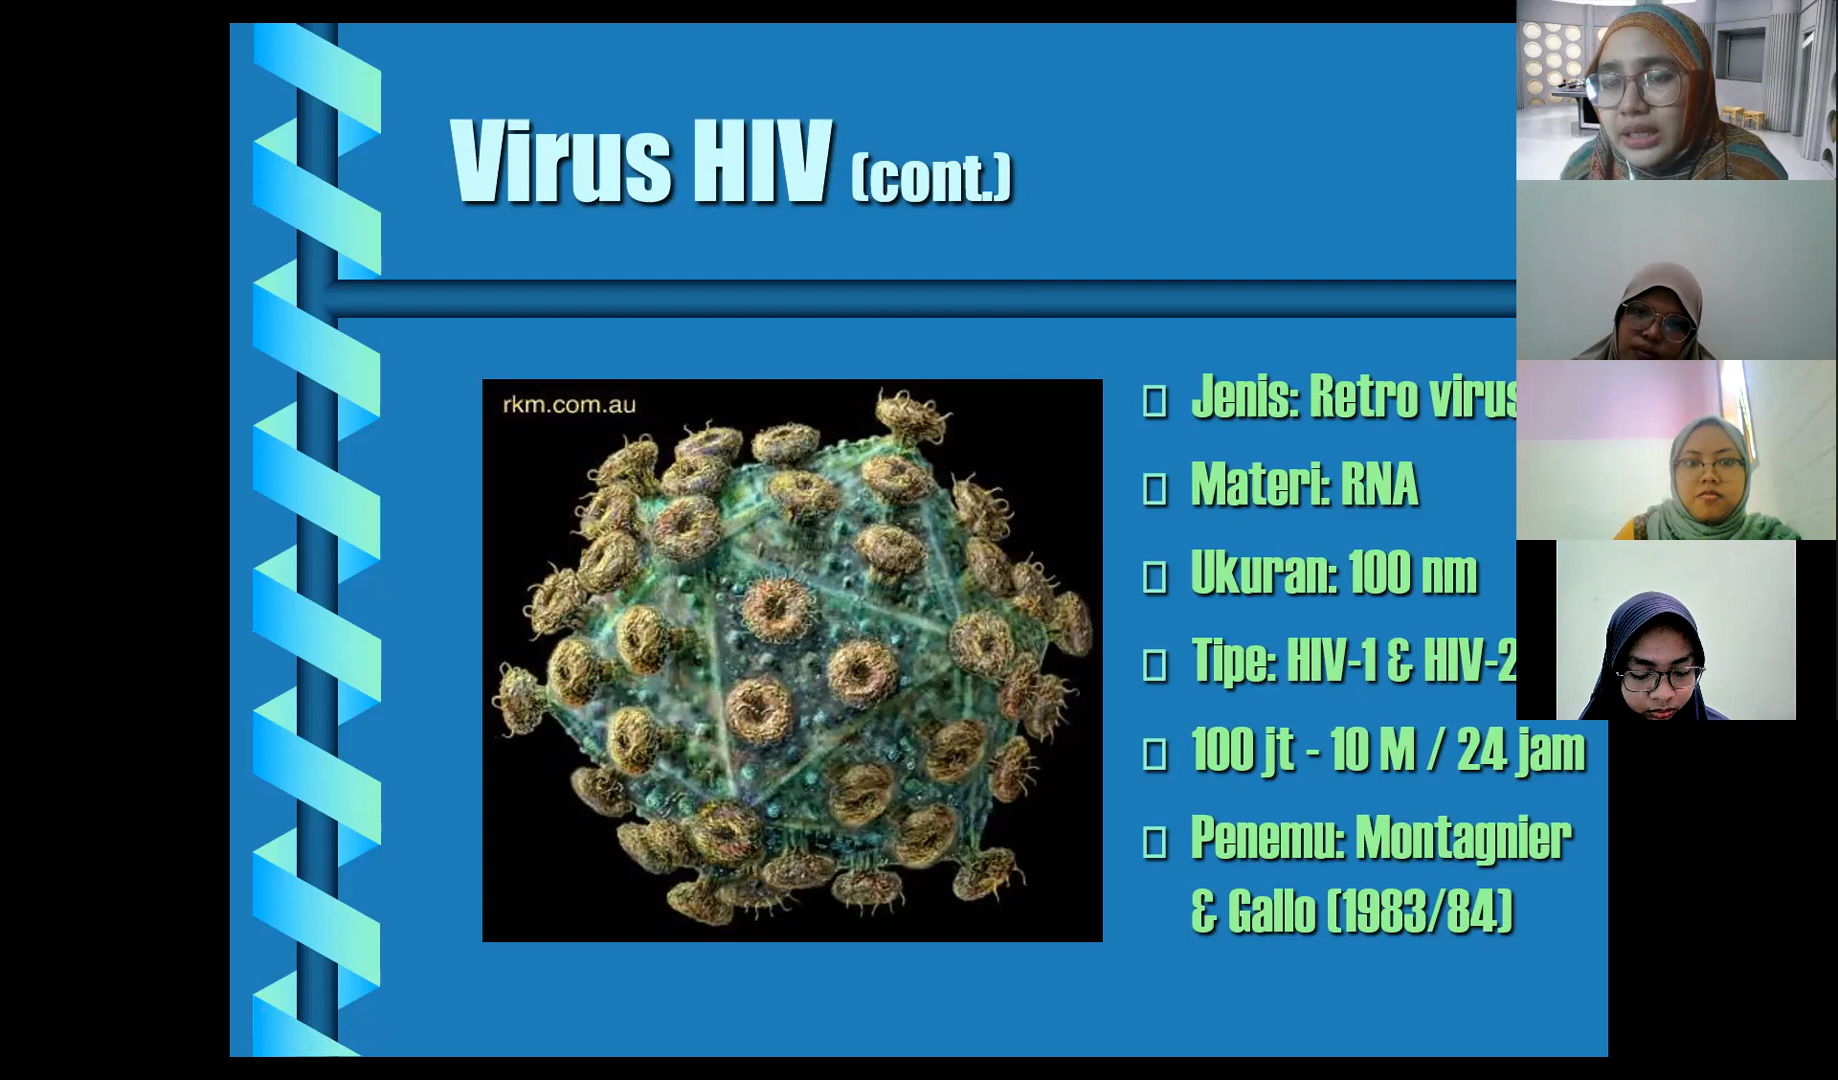 Virus HIV (cont.)
rkm.com.au
Jenis: Retro virus
Materi: RNA
Ukuran: 100 nm
Tipe: HIV-1 & HIV-2
100 jt - 10 M / 24 jam
Penemu: Montagnier
& Gallo (1983/84)